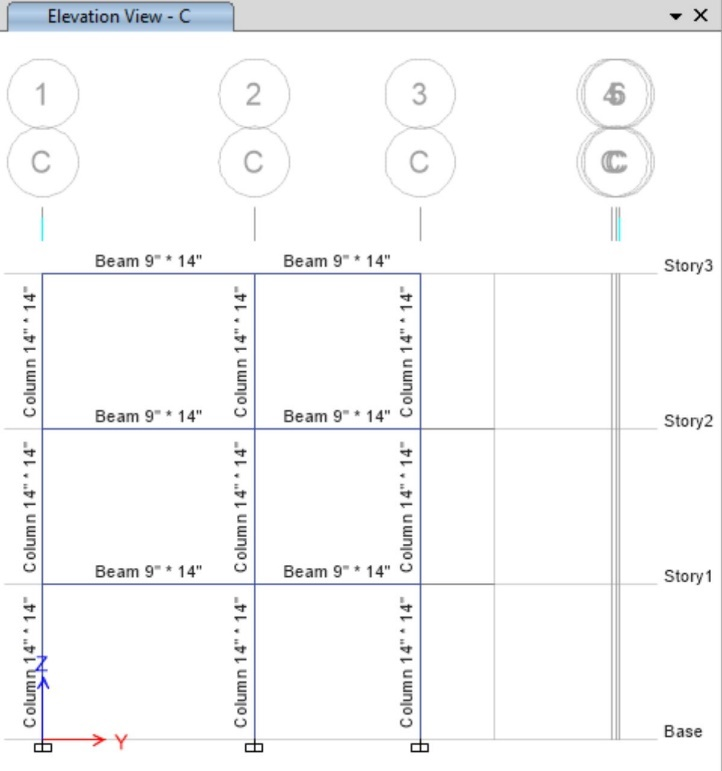 Elevation View - C
1 2 3
C C C C
Beam 9" * 14" Beam 9" * 14" Story3
Column 14" * 14" Column 14" * 14" Column 14" * 14"
Beam 9" * 14" Beam 9" * 14" Story2
Column 14" * 14" Column 14" * 14" Column 14" * 14"
Beam 9" * 14" Beam 9" * 14" Story1
Column 14" * 14" Column 14" * 14" Column 14" * 14"
Z
Base
Y